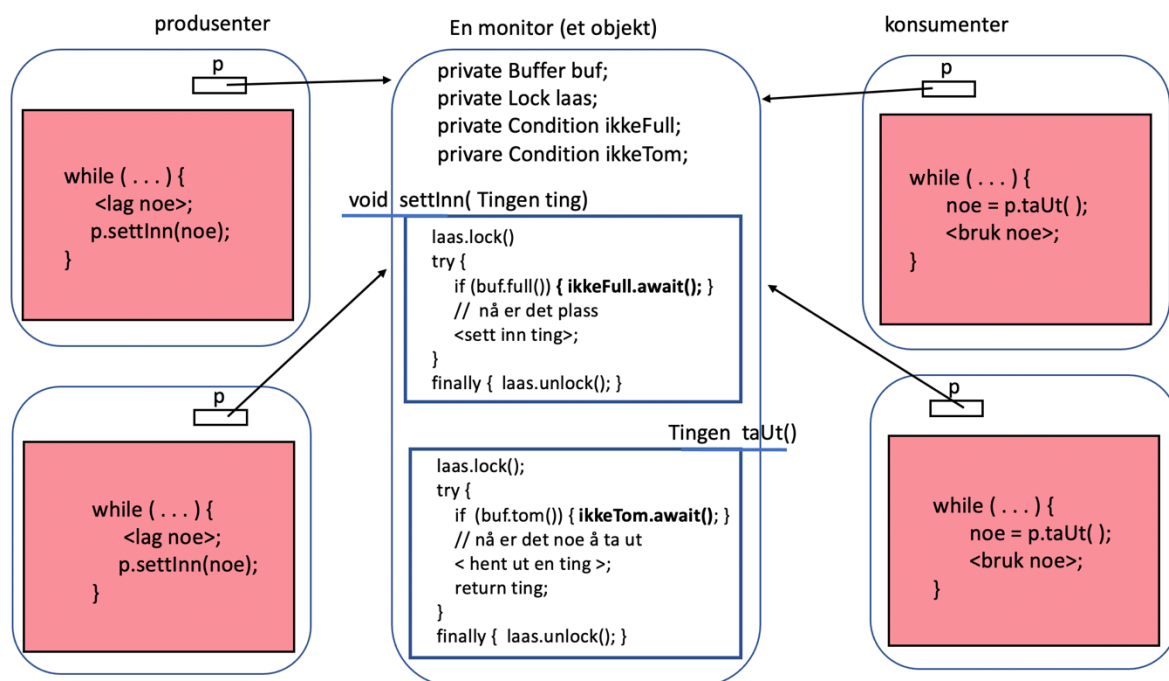 produsenter
p
while ( . . . ) {
<lag noe>;
p.settInn(noe);
}
p
while ( . . . ) {
<lag noe>;
p.settInn(noe);
}
En monitor (et objekt)
private Buffer buf;
private Lock laas;
private Condition ikkeFull;
privare Condition ikkeTom;
void settInn( Tingen ting)
laas.lock()
try {
if (buf.full()) { ikkeFull.await(); }
// nå er det plass
<sett inn ting>;
}
finally { laas.unlock(); }
Tingen taUt()
laas.lock();
try {
if (buf.tom()) { ikkeTom.await(); }
// nå er det noe å ta ut
< hent ut en ting >;
return ting;
}
finally { laas.unlock(); }
konsumenter
p
while ( . . . ) {
noe = p.taUt( );
<bruk noe>;
}
p
while ( . . . ) {
noe = p.taUt( );
<bruk noe>;
}